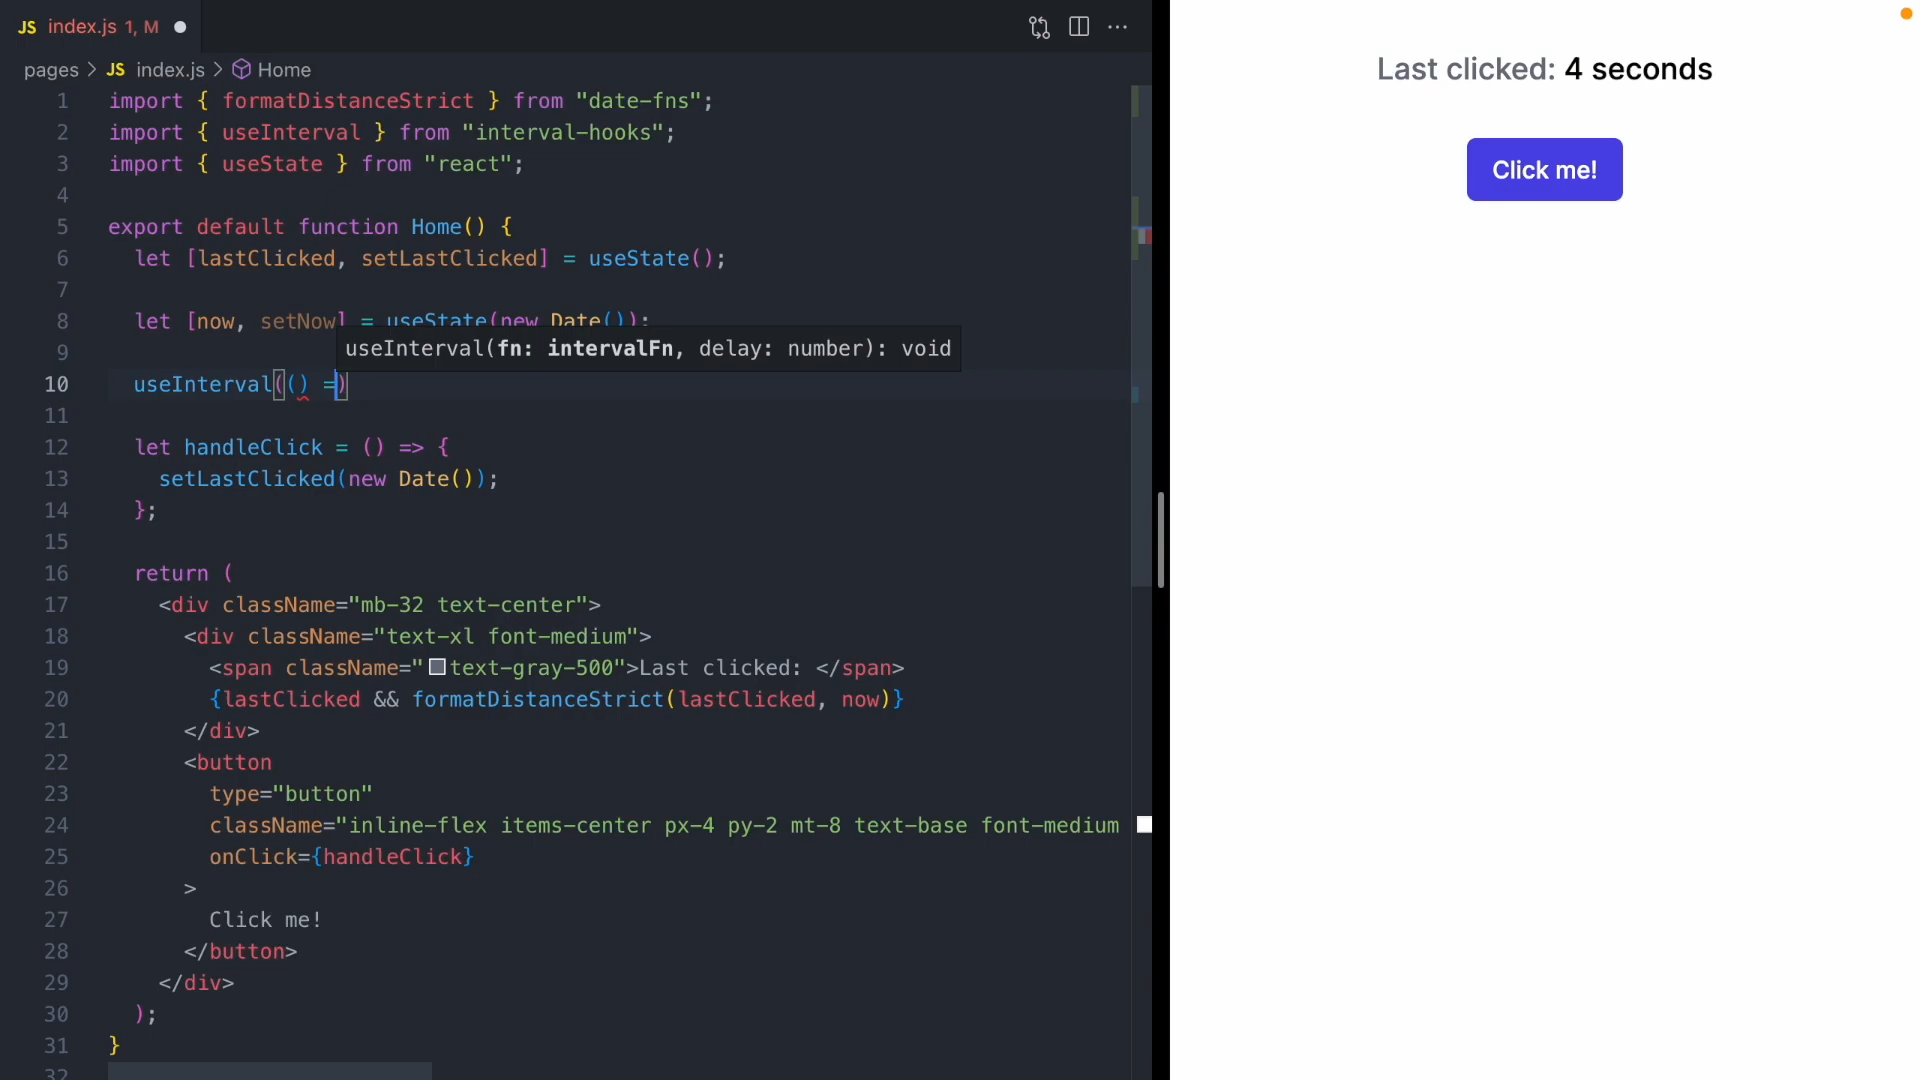 JS index.js 1, M
pages > JS index.js > Home
1 import { formatDistanceStrict } from "date-fns";
2 import { useInterval } from "interval-hooks";
3 import { useState } from "react";
4
5 export default function Home() {
6 let [lastClicked, setLastClicked] = useState();
7
8 let [now, setNow] = useState(new Date());
useInterval(fn: intervalFn, delay: number): void
9
10 useInterval(() =)
11
12 let handleClick = () => {
13 setLastClicked(new Date());
14 };
15
16 return (
17 <div className="mb-32 text-center">
18 <div className="text-xl font-medium">
19 <span className="text-gray-500">Last clicked: </span>
20 {lastClicked && formatDistanceStrict(lastClicked, now)}
21 </div>
22 <button
23 type="button"
24 className="inline-flex items-center px-4 py-2 mt-8 text-base font-medium
25 onClick={handleClick}
26 >
27 Click me!
28 </button>
29 </div>
30 );
31 }
32
Last clicked: 4 seconds
Click me!